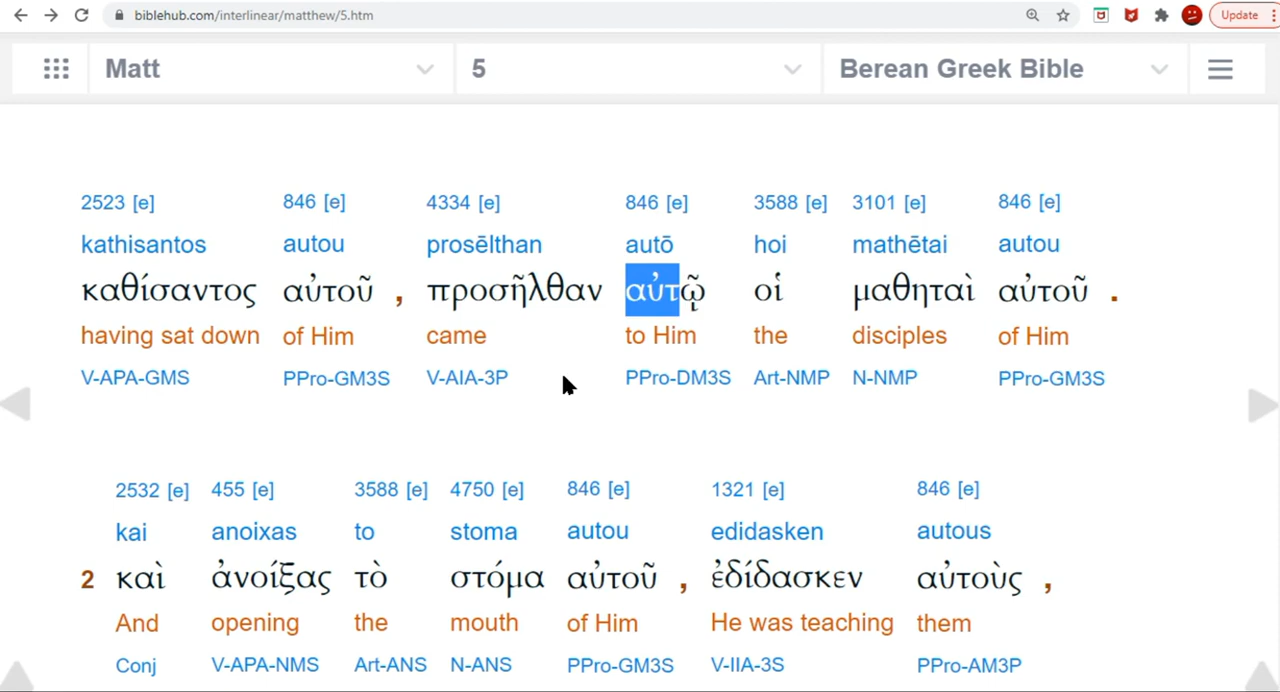 biblehub.com/interlinear/matthew/5.htm Update
Matt 5 Berean Greek Bible
2523 [e] 846 [e] 4334 [e] 846 [e] 3588 [e] 3101 [e] 846 [e]
kathisantos autou prosēlthan autō hoi mathētai autou
καθίσαντος αὐτοῦ , προσῆλθαν αὐτῷ οἱ μαθηταὶ αὐτοῦ .
having sat down of Him came to Him the disciples of Him
V-APA-GMS PPro-GM3S V-AIA-3P PPro-DM3S Art-NMP N-NMP PPro-GM3S
2532 [e] 455 [e] 3588 [e] 4750 [e] 846 [e] 1321 [e] 846 [e]
kai anoixas to stoma autou edidasken autous
2 καὶ ἀνοίξας τὸ στόμα αὐτοῦ , ἐδίδασκεν αὐτοὺς ,
And opening the mouth of Him He was teaching them
Conj V-APA-NMS Art-ANS N-ANS PPro-GM3S V-IIA-3S PPro-AM3P